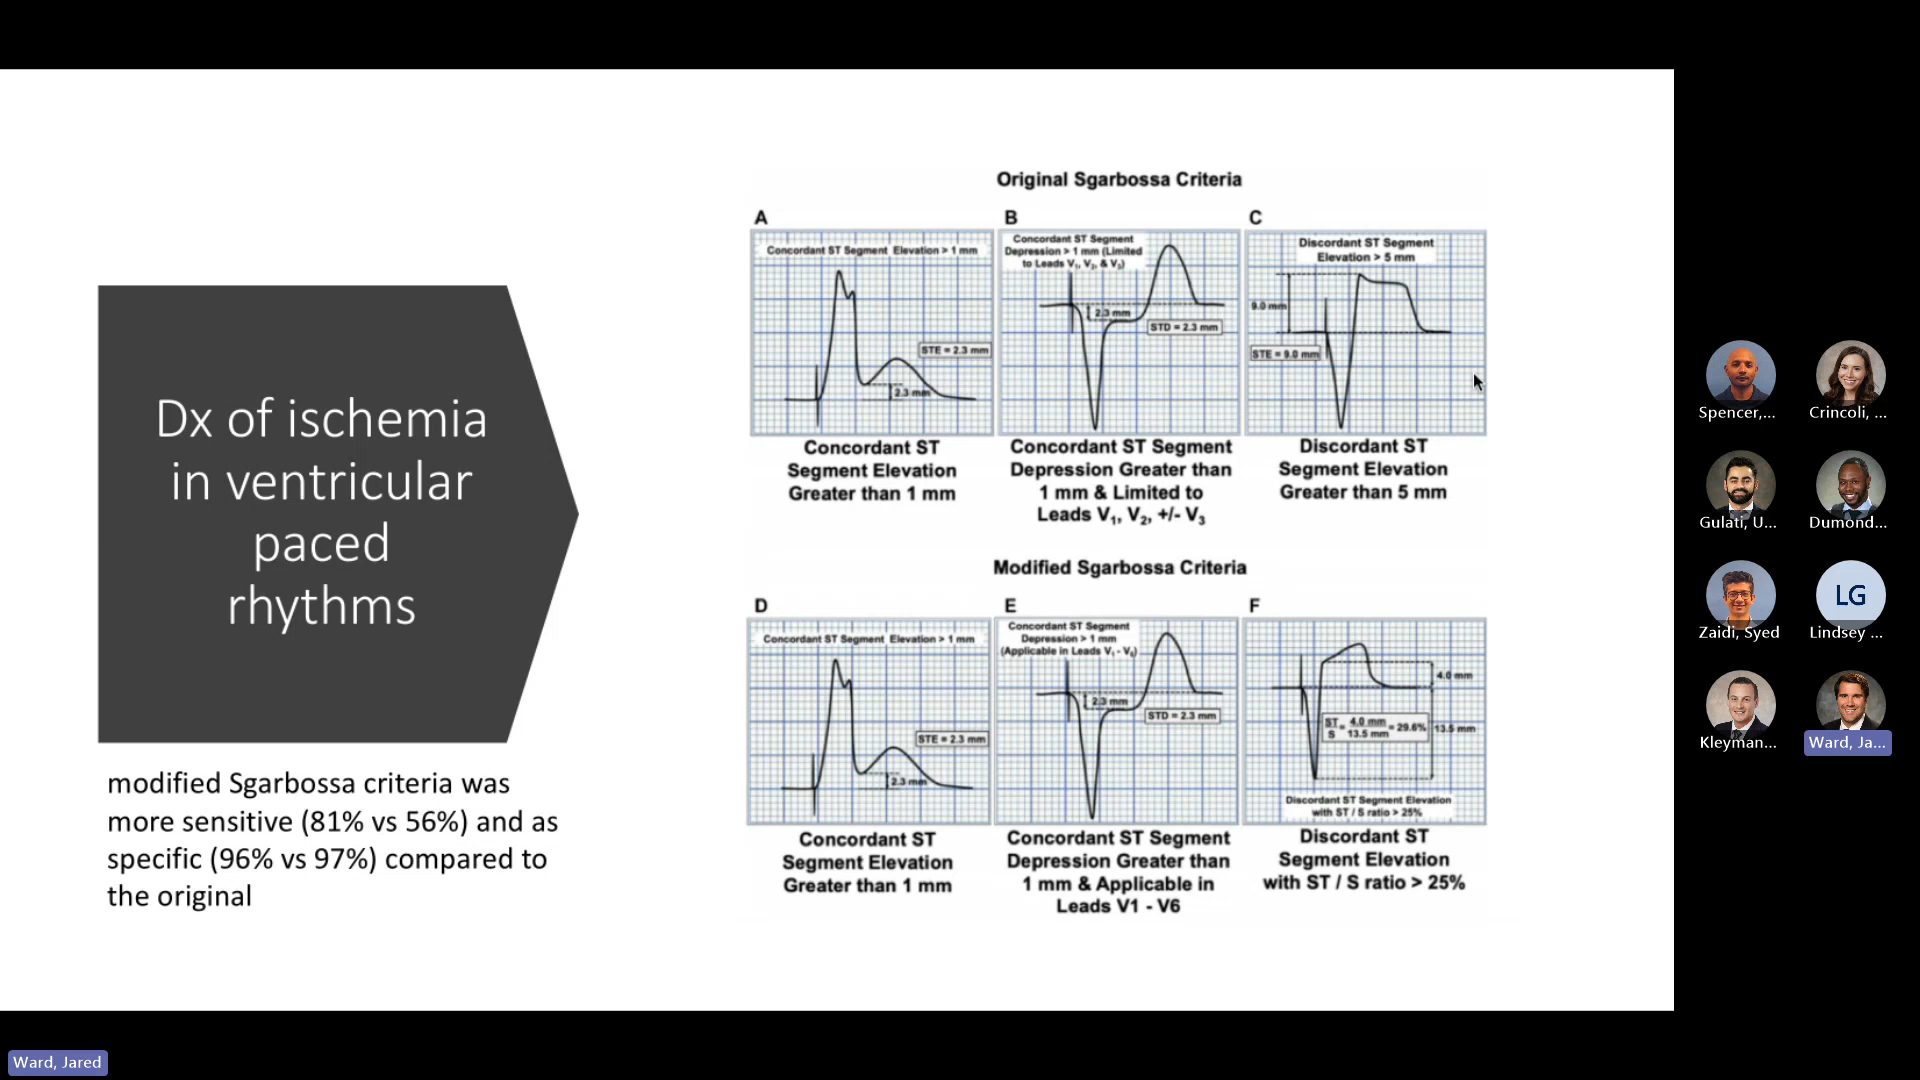 Dx of ischemia
in ventricular
paced
rhythms
modified Sgarbossa criteria was
more sensitive (81% vs 56%) and as
specific (96% vs 97%) compared to
the original
Original Sgarbossa Criteria
A
Concordant ST Segment Elevation > 1 mm
STE = 2.3 mm
2.3 mm
Concordant ST
Segment Elevation
Greater than 1 mm
B
Concordant ST Segment
Depression > 1 mm (Limited
to Leads V₁, V₂, & V₃)
2.3 mm
STD = 2.3 mm
Concordant ST Segment
Depression Greater than
1 mm & Limited to
Leads V₁, V₂, +/- V₃
C
Discordant ST Segment
Elevation > 5 mm
9.0 mm
STE = 9.0 mm
Discordant ST
Segment Elevation
Greater than 5 mm
Modified Sgarbossa Criteria
D
Concordant ST Segment Elevation > 1 mm
STE = 2.3 mm
2.3 mm
Concordant ST
Segment Elevation
Greater than 1 mm
E
Concordant ST Segment
Depression > 1 mm
(Applicable in Leads V₁ - V₆)
2.3 mm
STD = 2.3 mm
Concordant ST Segment
Depression Greater than
1 mm & Applicable in
Leads V1 - V6
F
4.0 mm
ST/S = 4.0 mm/13.5 mm = 29.6%
13.5 mm
Discordant ST Segment Elevation
with ST / S ratio > 25%
Discordant ST
Segment Elevation
with ST / S ratio > 25%
Spencer,...
Crincoli, ...
Gulati, U...
Dumond...
Zaidi, Syed
LG
Lindsey ...
Kleyman...
Ward, Ja...
Ward, Jared